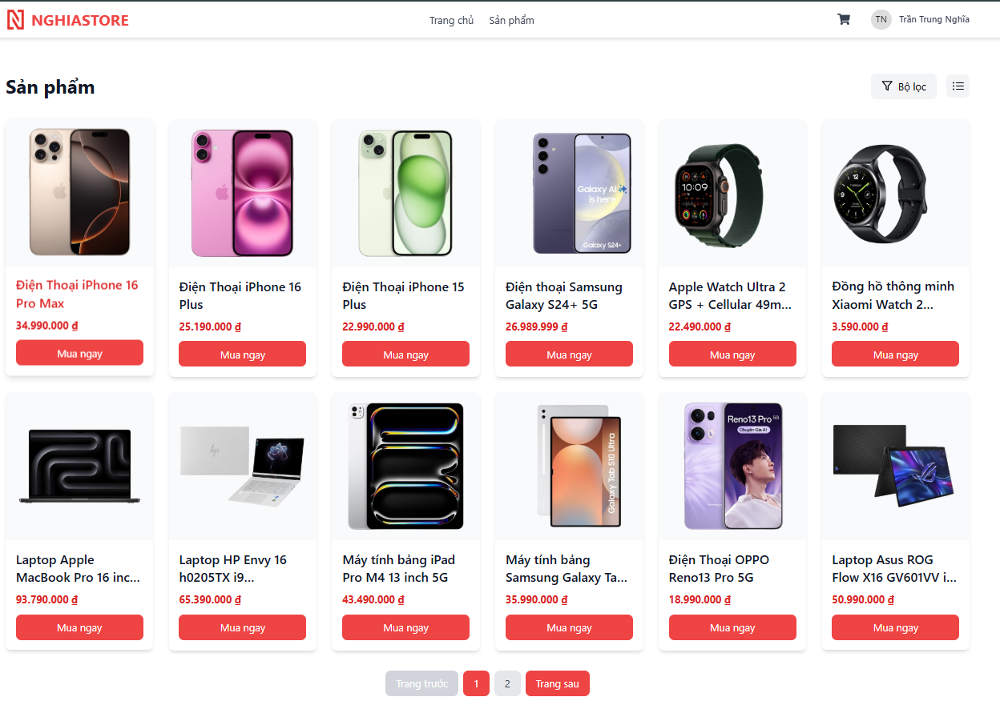 NGHIASTORE
Trang chủ
Sản phẩm
TN
Trần Trung Nghĩa
Sản phẩm
Bộ lọc
Galaxy AI
is here
Galaxy S24+
10:09
Điện Thoại iPhone 16
Pro Max
34.990.000 ₫
Mua ngay
Điện Thoại iPhone 16
Plus
25.190.000 ₫
Mua ngay
Điện Thoại iPhone 15
Plus
22.990.000 ₫
Mua ngay
Điện thoại Samsung
Galaxy S24+ 5G
26.989.999 ₫
Mua ngay
Apple Watch Ultra 2
GPS + Cellular 49m...
22.490.000 ₫
Mua ngay
Đồng hồ thông minh
Xiaomi Watch 2...
3.590.000 ₫
Mua ngay
hp
Galaxy Tab S10 Ultra
Reno13 Pro 5G
Chuyên Gia AI
Laptop Apple
MacBook Pro 16 inc...
93.790.000 ₫
Mua ngay
Laptop HP Envy 16
h0205TX i9...
65.390.000 ₫
Mua ngay
Máy tính bảng iPad
Pro M4 13 inch 5G
43.490.000 ₫
Mua ngay
Máy tính bảng
Samsung Galaxy Ta...
35.990.000 ₫
Mua ngay
Điện Thoại OPPO
Reno13 Pro 5G
18.990.000 ₫
Mua ngay
Laptop Asus ROG
Flow X16 GV601VV i...
50.990.000 ₫
Mua ngay
Trang trước
1
2
Trang sau